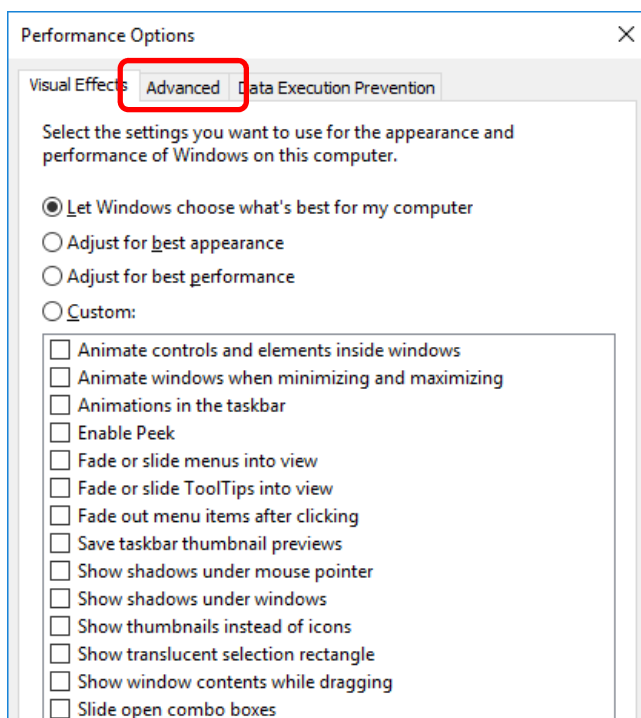 Performance Options
Visual Effects Advanced Data Execution Prevention
Select the settings you want to use for the appearance and
performance of Windows on this computer.
Let Windows choose what's best for my computer
Adjust for best appearance
Adjust for best performance
Custom:
Animate controls and elements inside windows
Animate windows when minimizing and maximizing
Animations in the taskbar
Enable Peek
Fade or slide menus into view
Fade or slide ToolTips into view
Fade out menu items after clicking
Save taskbar thumbnail previews
Show shadows under mouse pointer
Show shadows under windows
Show thumbnails instead of icons
Show translucent selection rectangle
Show window contents while dragging
Slide open combo boxes